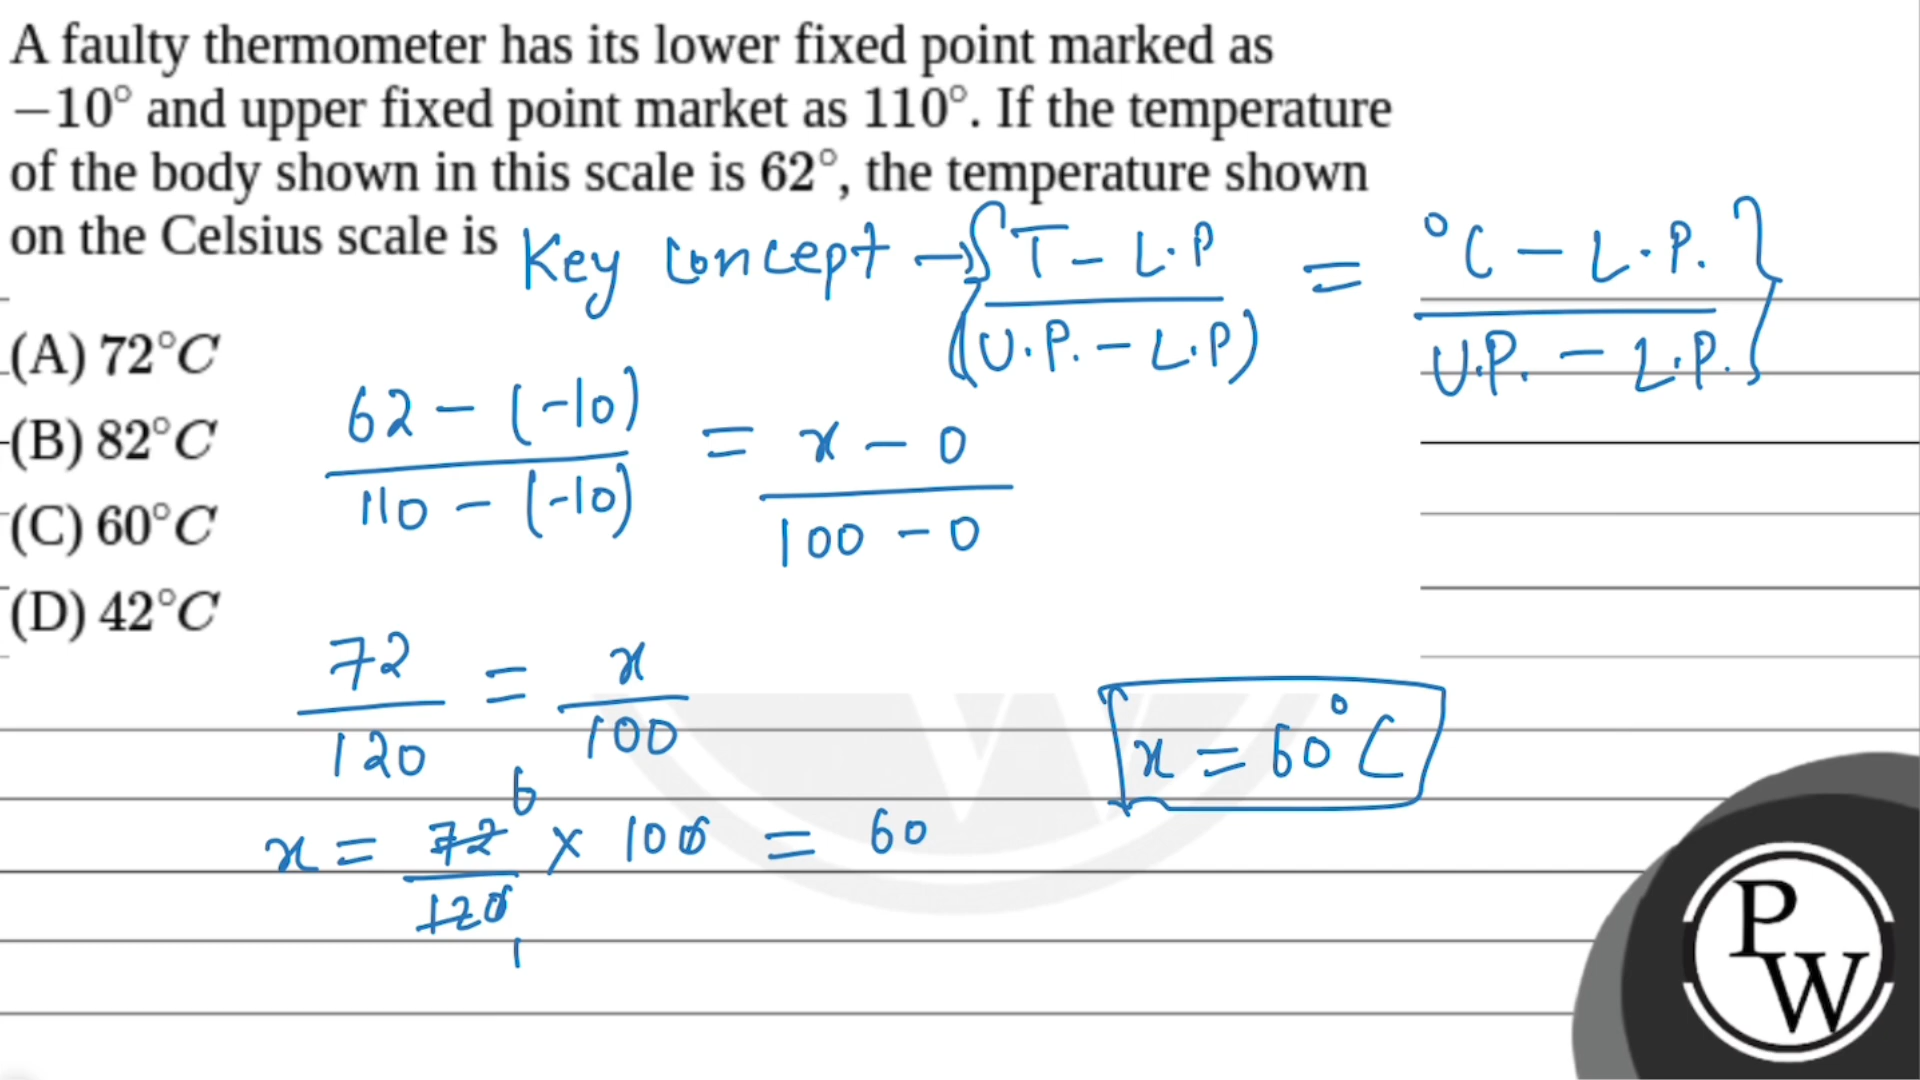 A faulty thermometer has its lower fixed point marked as
−10° and upper fixed point market as 110°. If the temperature
of the body shown in this scale is 62°, the temperature shown
on the Celsius scale is
Key concept → { T − L.P / (U.P. − L.P) = °C − L.P. / U.P. − L.P. }
(A) 72°C
(B) 82°C
(C) 60°C
(D) 42°C
62 − (−10) / 110 − (−10) = x − 0 / 100 − 0
72 / 120 = x / 100
x = 72 / 120 × 100 = 60
6
1
x = 60°C
PW